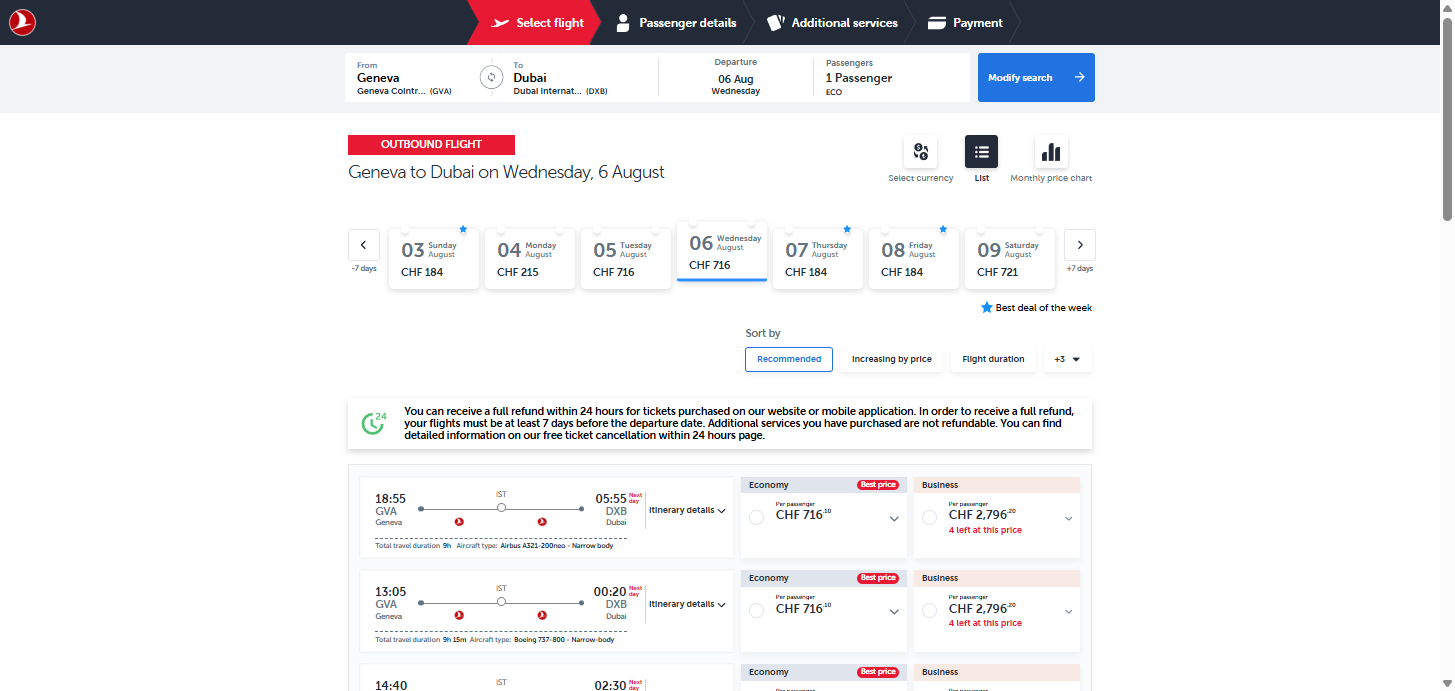 Select flight
Passenger details
Additional services
Payment
From
Geneva
Geneva Cointr... (GVA)
To
Dubai
Dubai Internat... (DXB)
Departure
06 Aug
Wednesday
Passengers
1 Passenger
ECO
Modify search
OUTBOUND FLIGHT
Geneva to Dubai on Wednesday, 6 August
Select currency
List
Monthly price chart
-7 days
03 Sunday August
CHF 184
04 Monday August
CHF 215
05 Tuesday August
CHF 716
06 Wednesday August
CHF 716
07 Thursday August
CHF 184
08 Friday August
CHF 184
09 Saturday August
CHF 721
+7 days
Best deal of the week
Sort by
Recommended
Increasing by price
Flight duration
+3
24
You can receive a full refund within 24 hours for tickets purchased on our website or mobile application. In order to receive a full refund,
your flights must be at least 7 days before the departure date. Additional services you have purchased are not refundable. You can find
detailed information on our free ticket cancellation within 24 hours page.
18:55
GVA
Geneva
IST
05:55 Next day
DXB
Dubai
Itinerary details
Total travel duration 9h Aircraft type: Airbus A321-200neo - Narrow body
Economy
Best price
Per passenger
CHF 716.10
Business
Per passenger
CHF 2,796.20
4 left at this price
13:05
GVA
Geneva
IST
00:20 Next day
DXB
Dubai
Itinerary details
Total travel duration 9h 15m Aircraft type: Boeing 737-800 - Narrow-body
Economy
Best price
Per passenger
CHF 716.10
Business
Per passenger
CHF 2,796.20
4 left at this price
14:40
IST
02:30 Next day
Economy
Best price
Business